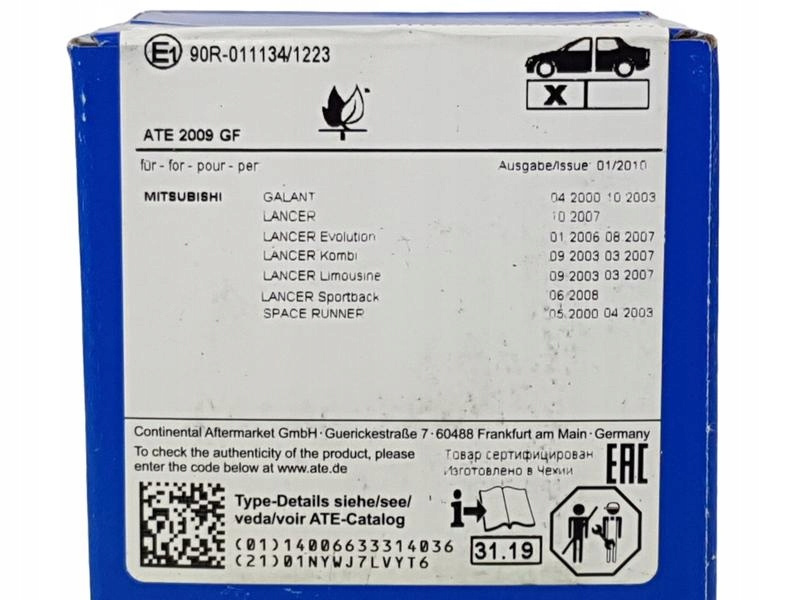 E1 90R-011134/1223
X
ATE 2009 GF
für - for - pour - per Ausgabe/Issue: 01/2010
MITSUBISHI GALANT 04 2000 10 2003
LANCER 10 2007
LANCER Evolution 01 2006 08 2007
LANCER Kombi 09 2003 03 2007
LANCER Limousine 09 2003 03 2007
LANCER Sportback 06 2008
SPACE RUNNER 05 2000 04 2003
Continental Aftermarket GmbH · Guerickestraße 7 · 60488 Frankfurt am Main · Germany
To check the authenticity of the product, please
enter the code below at www.ate.de
Товар сертифицирован
Изготовлено в Чехии
EAC
Type-Details siehe/see/
veda/voir ATE-Catalog
(01)14006633314036
(21)01NYWJ7LVYT6
i
31.19